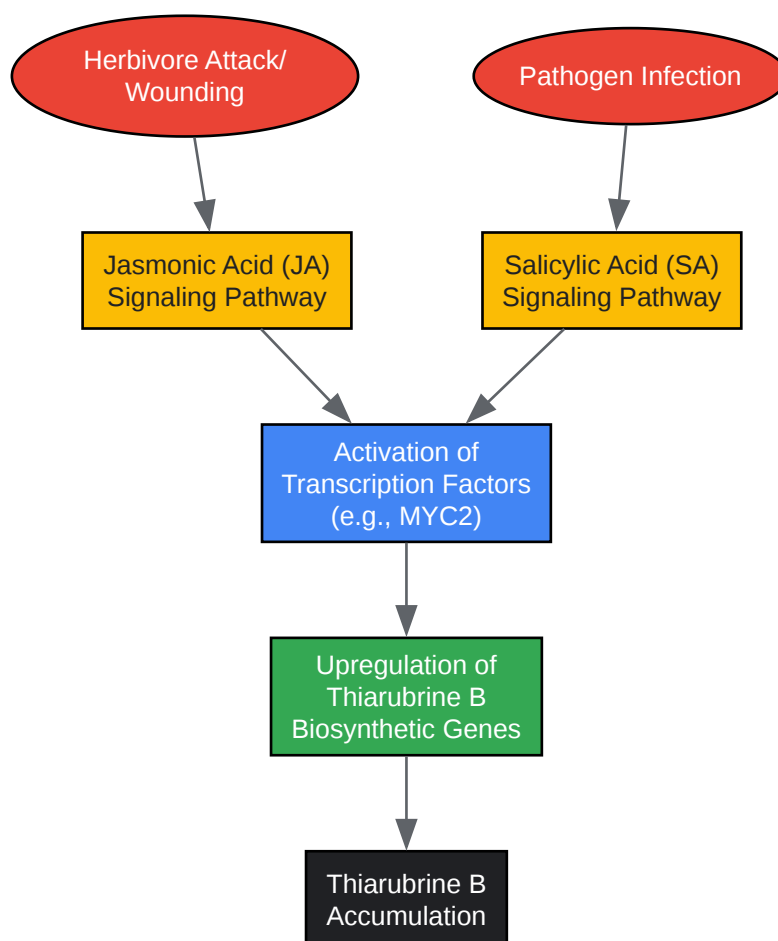 Herbivore Attack/
Wounding
Pathogen Infection
Jasmonic Acid (JA)
Signaling Pathway
Salicylic Acid (SA)
Signaling Pathway
Activation of
Transcription Factors
(e.g., MYC2)
Upregulation of
Thiarubrine B
Biosynthetic Genes
Thiarubrine B
Accumulation